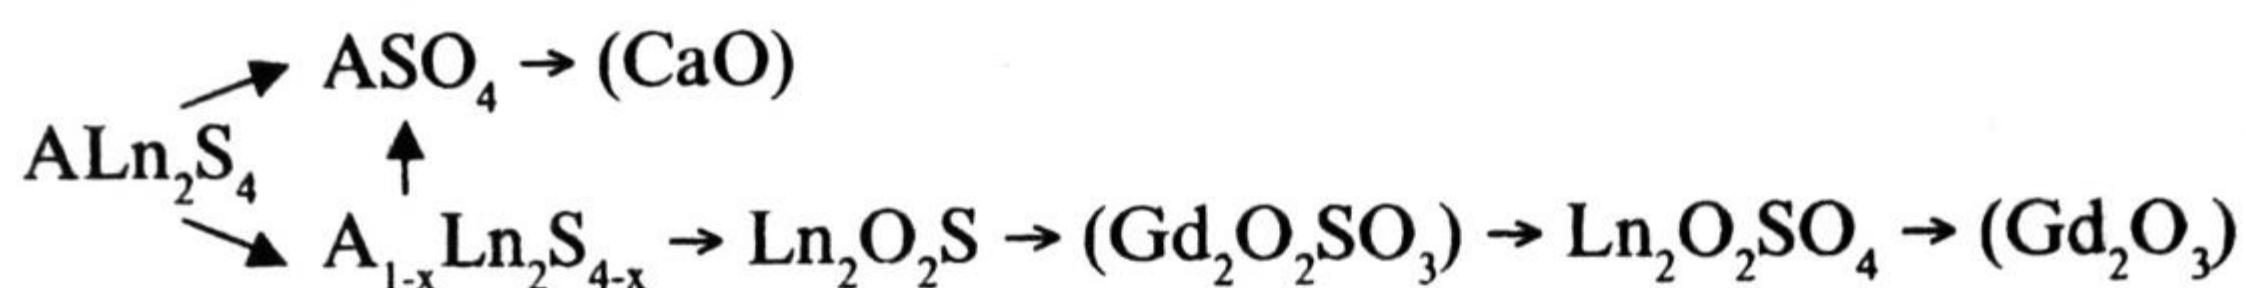 ASO₄ → (CaO)
ALn₂S₄
A₁₋ₓLn₂S₄₋ₓ → Ln₂O₂S → (Gd₂O₂SO₃) → Ln₂O₂SO₄ → (Gd₂O₃)